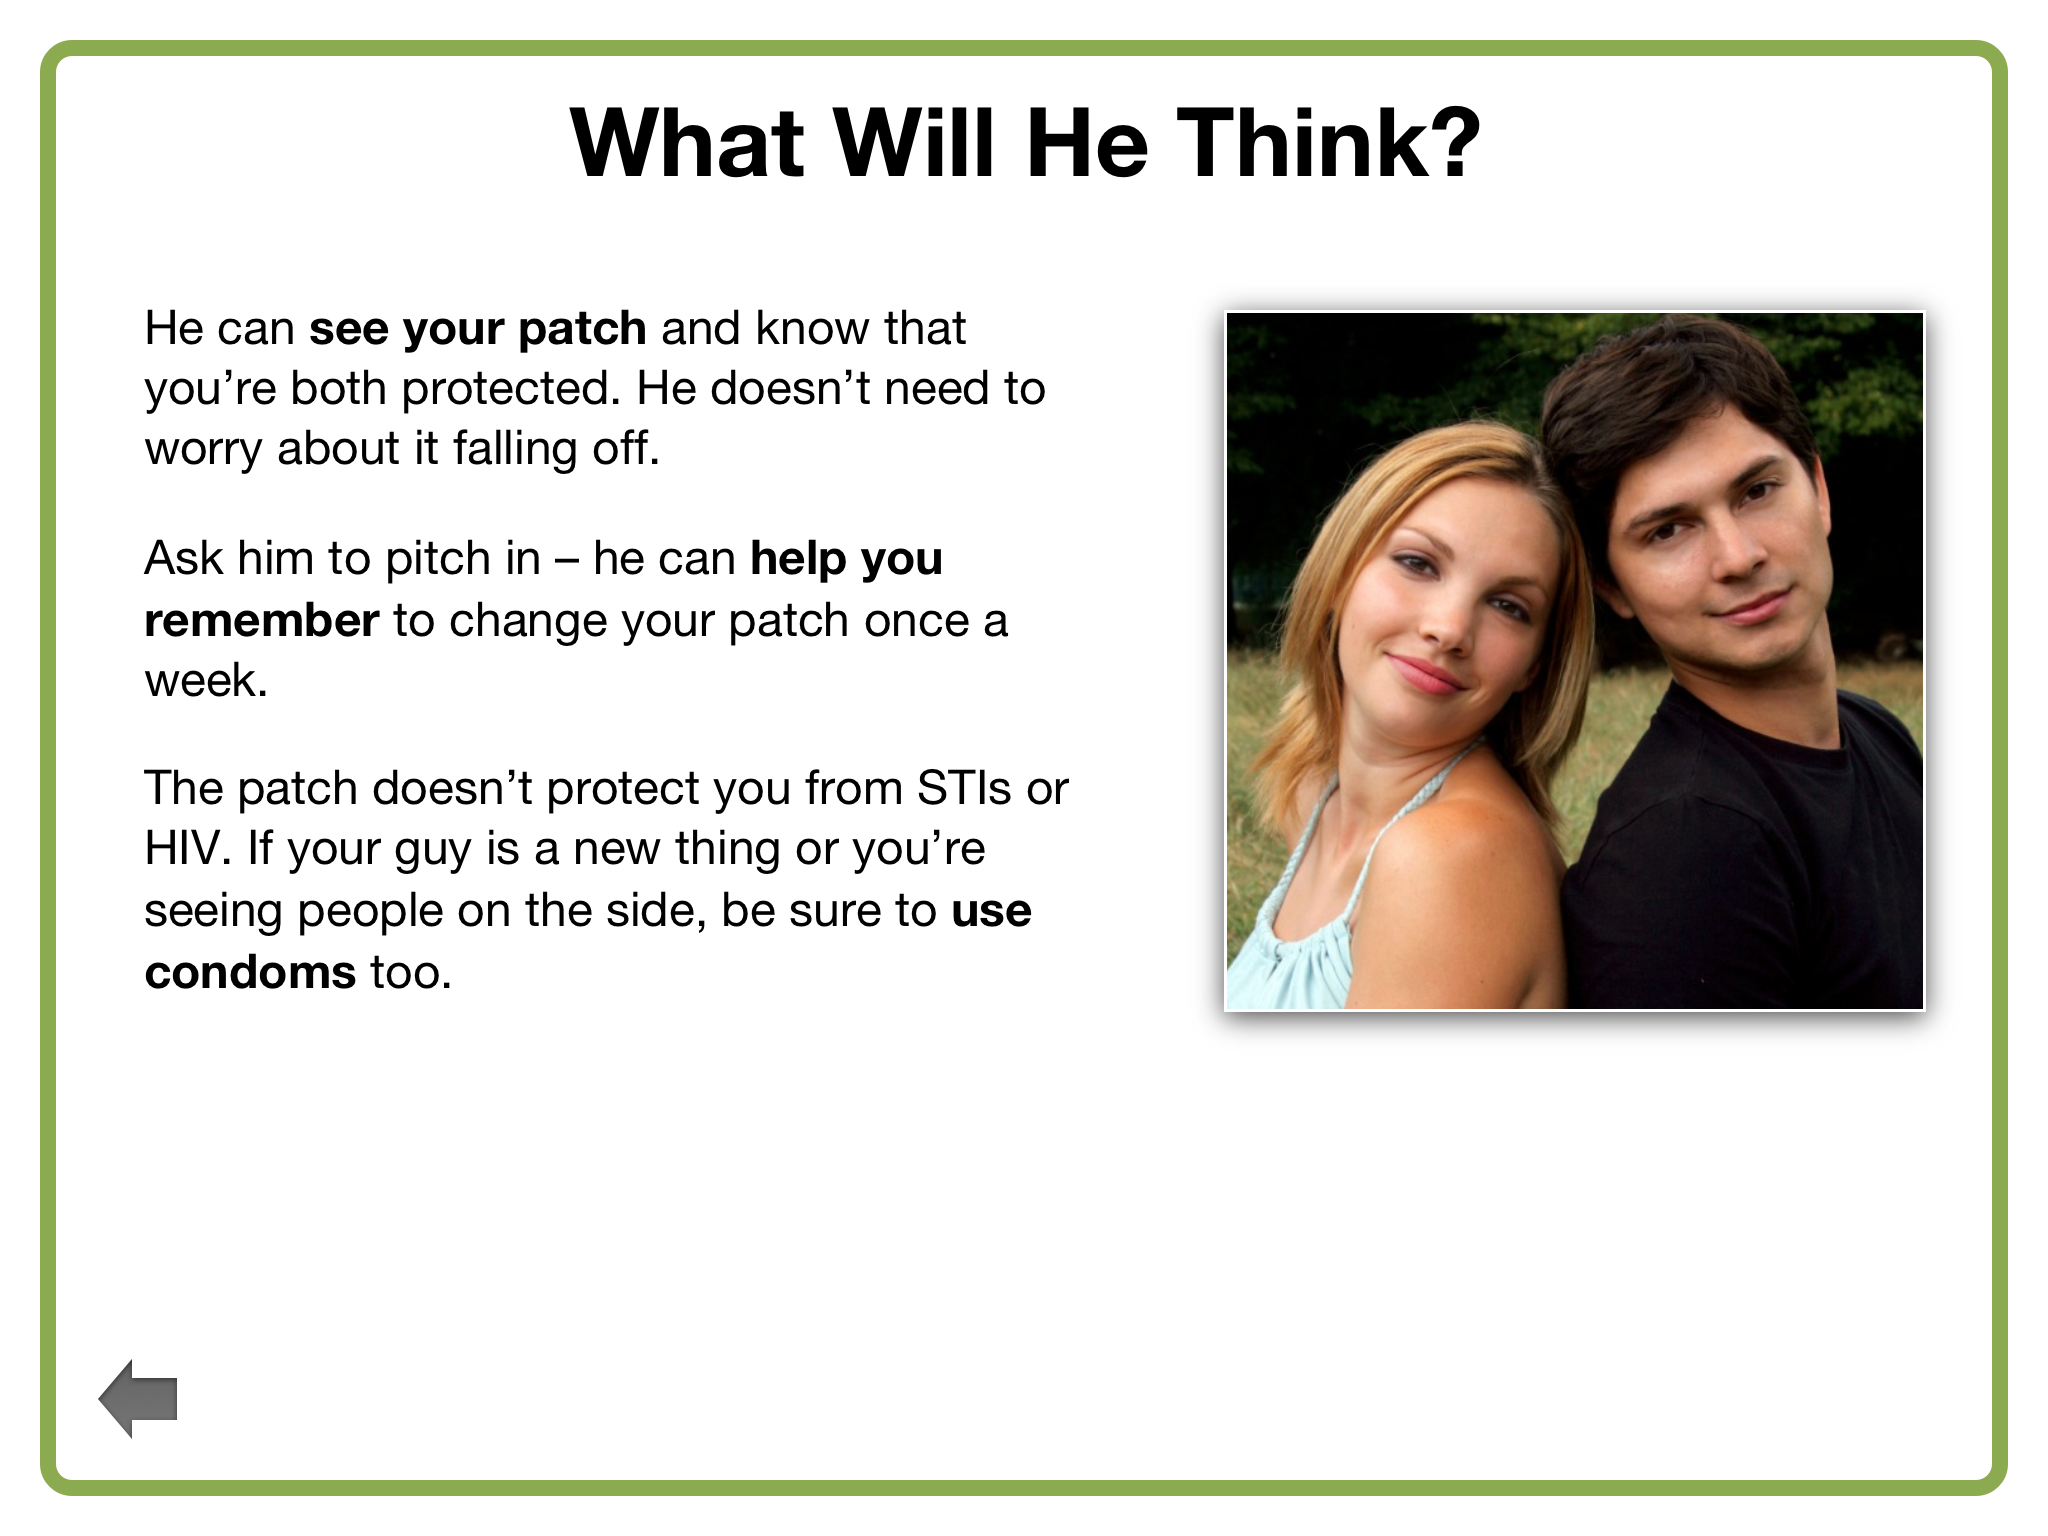 What Will He Think?
He can see your patch and know that
you’re both protected. He doesn’t need to
worry about it falling off.
Ask him to pitch in – he can help you
remember to change your patch once a
week.
The patch doesn’t protect you from STIs or
HIV. If your guy is a new thing or you’re
seeing people on the side, be sure to use
condoms too.